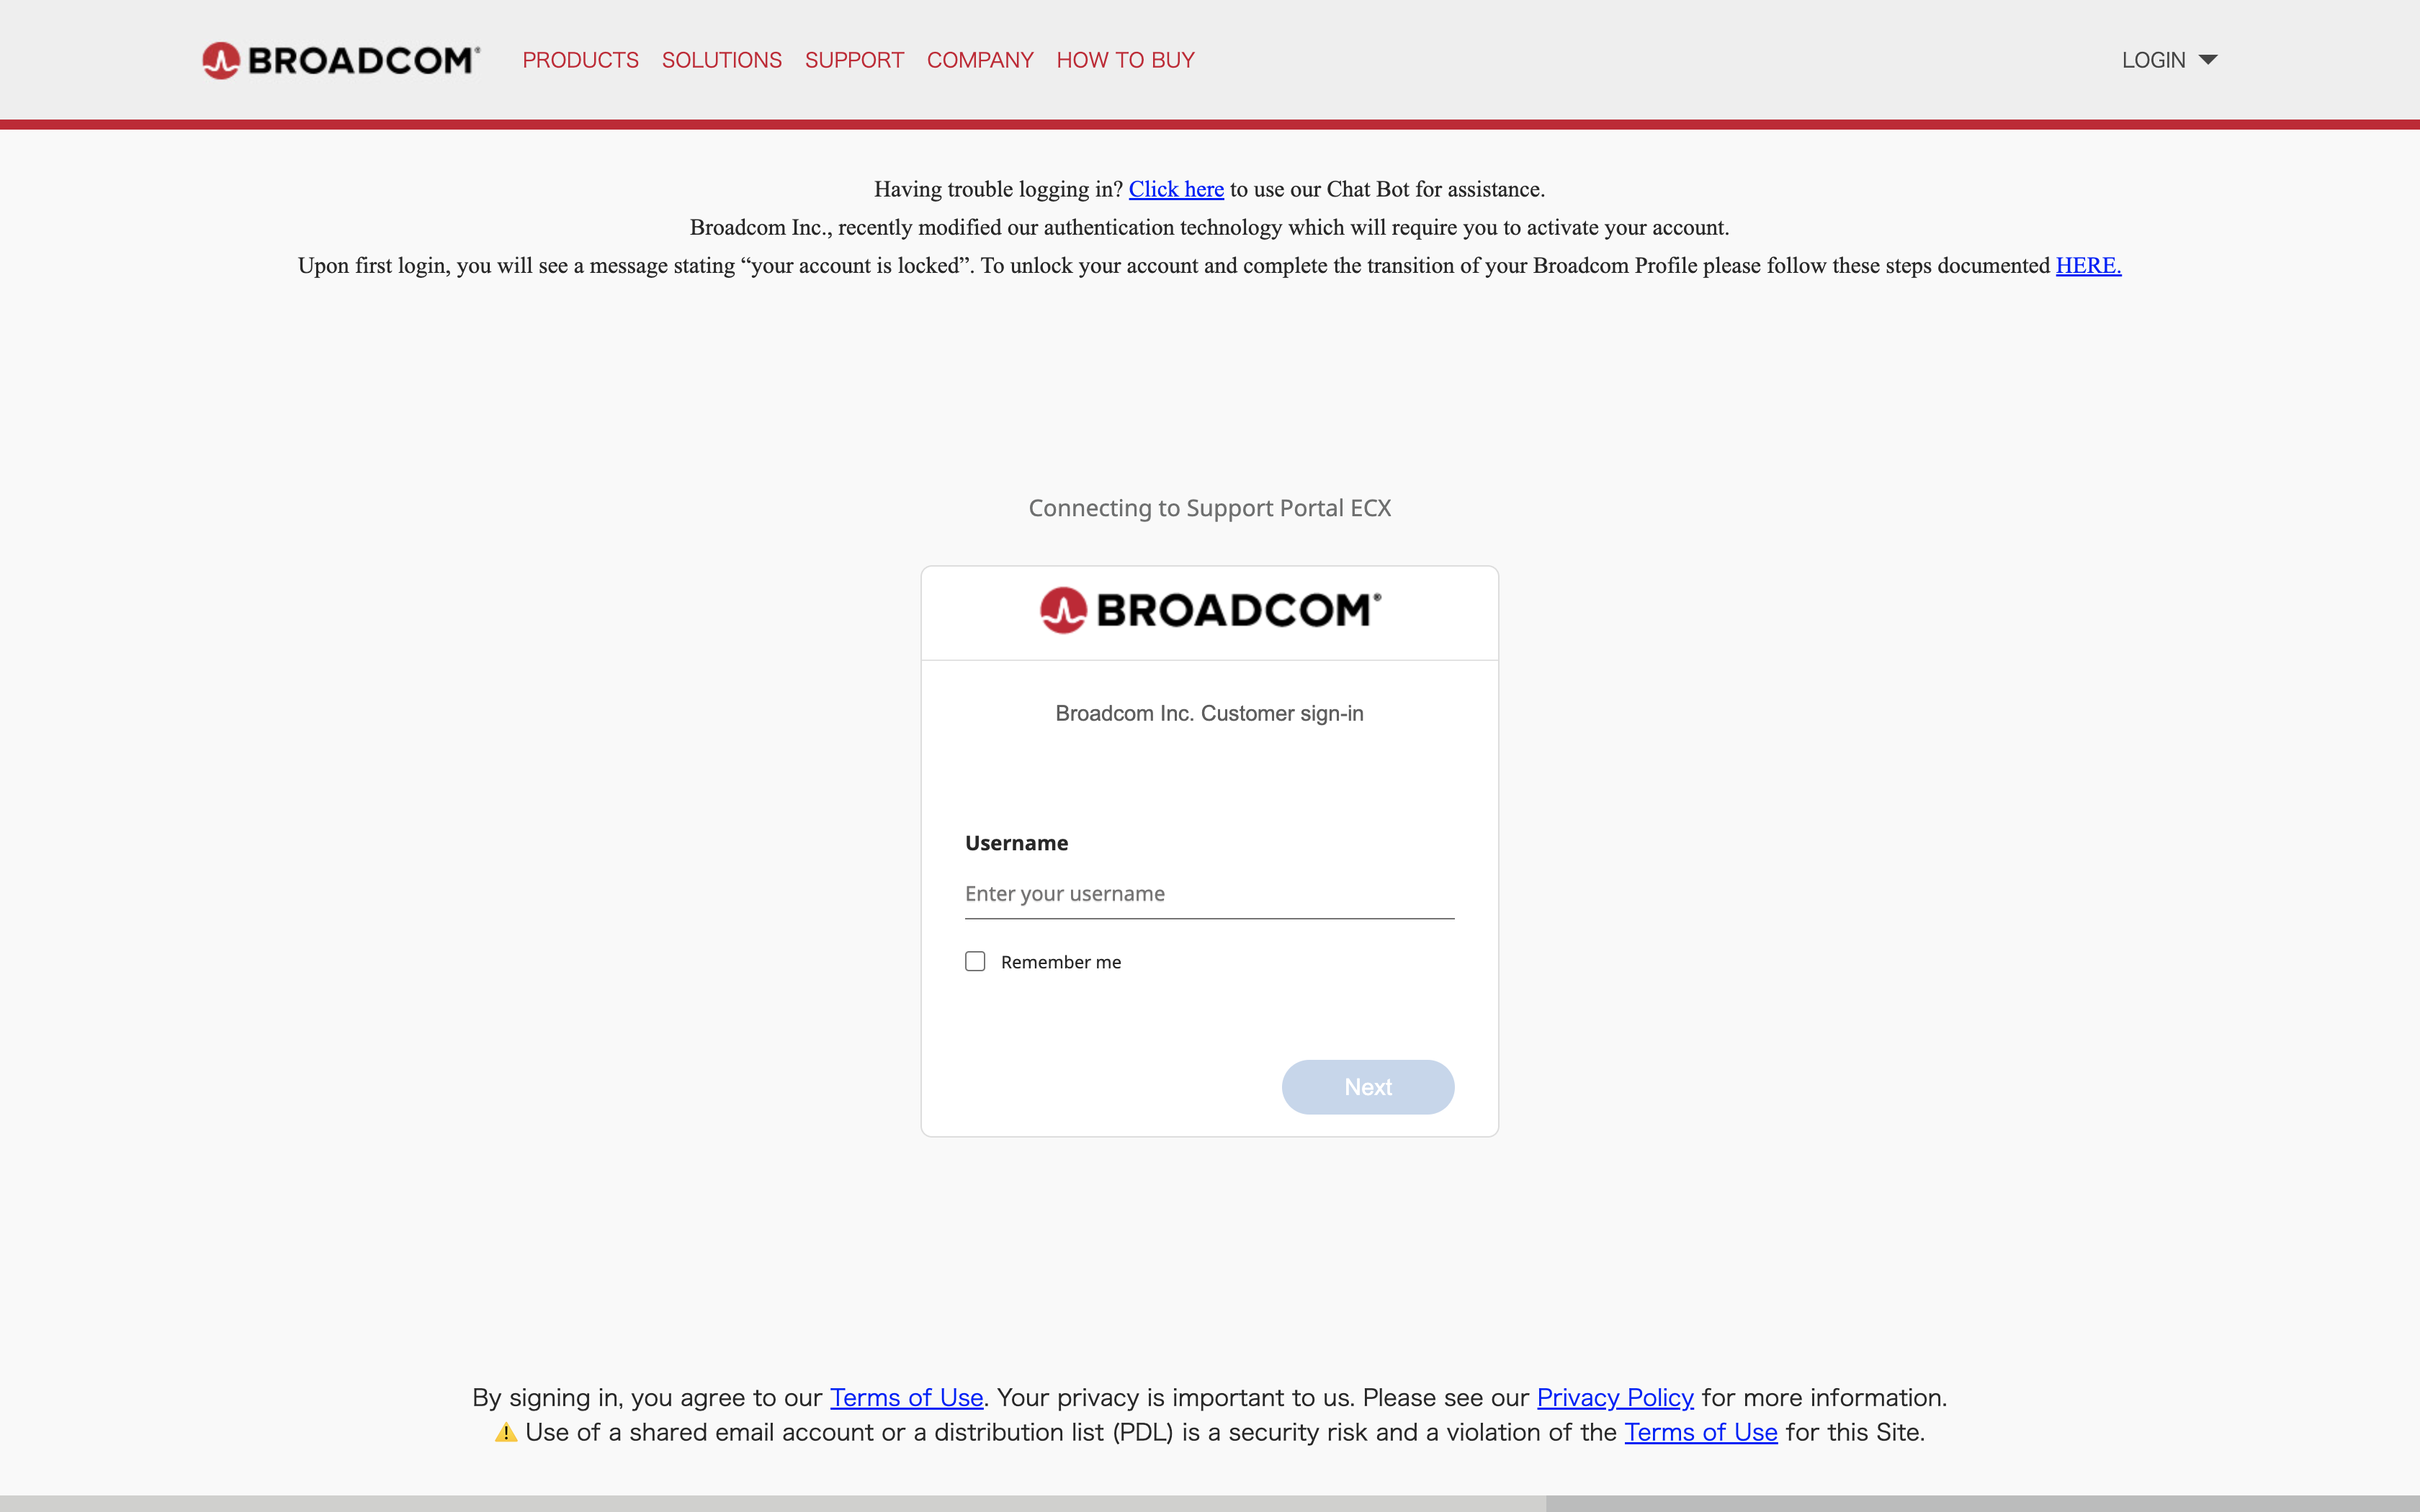 BROADCOM® PRODUCTS SOLUTIONS SUPPORT COMPANY HOW TO BUY LOGIN
Having trouble logging in? Click here to use our Chat Bot for assistance.
Broadcom Inc., recently modified our authentication technology which will require you to activate your account.
Upon first login, you will see a message stating “your account is locked”. To unlock your account and complete the transition of your Broadcom Profile please follow these steps documented HERE.
Connecting to Support Portal ECX
BROADCOM®
Broadcom Inc. Customer sign-in
Username
Enter your username
Remember me
Next
By signing in, you agree to our Terms of Use. Your privacy is important to us. Please see our Privacy Policy for more information.
⚠️ Use of a shared email account or a distribution list (PDL) is a security risk and a violation of the Terms of Use for this Site.